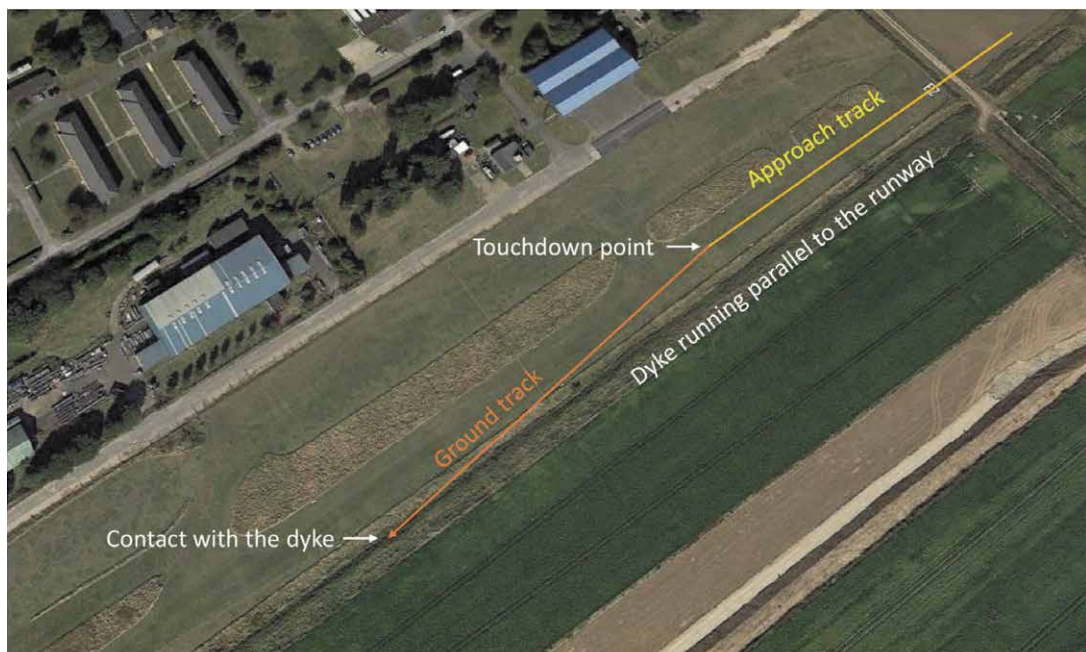 Approach track
Touchdown point
Dyke running parallel to the runway
Ground track
Contact with the dyke